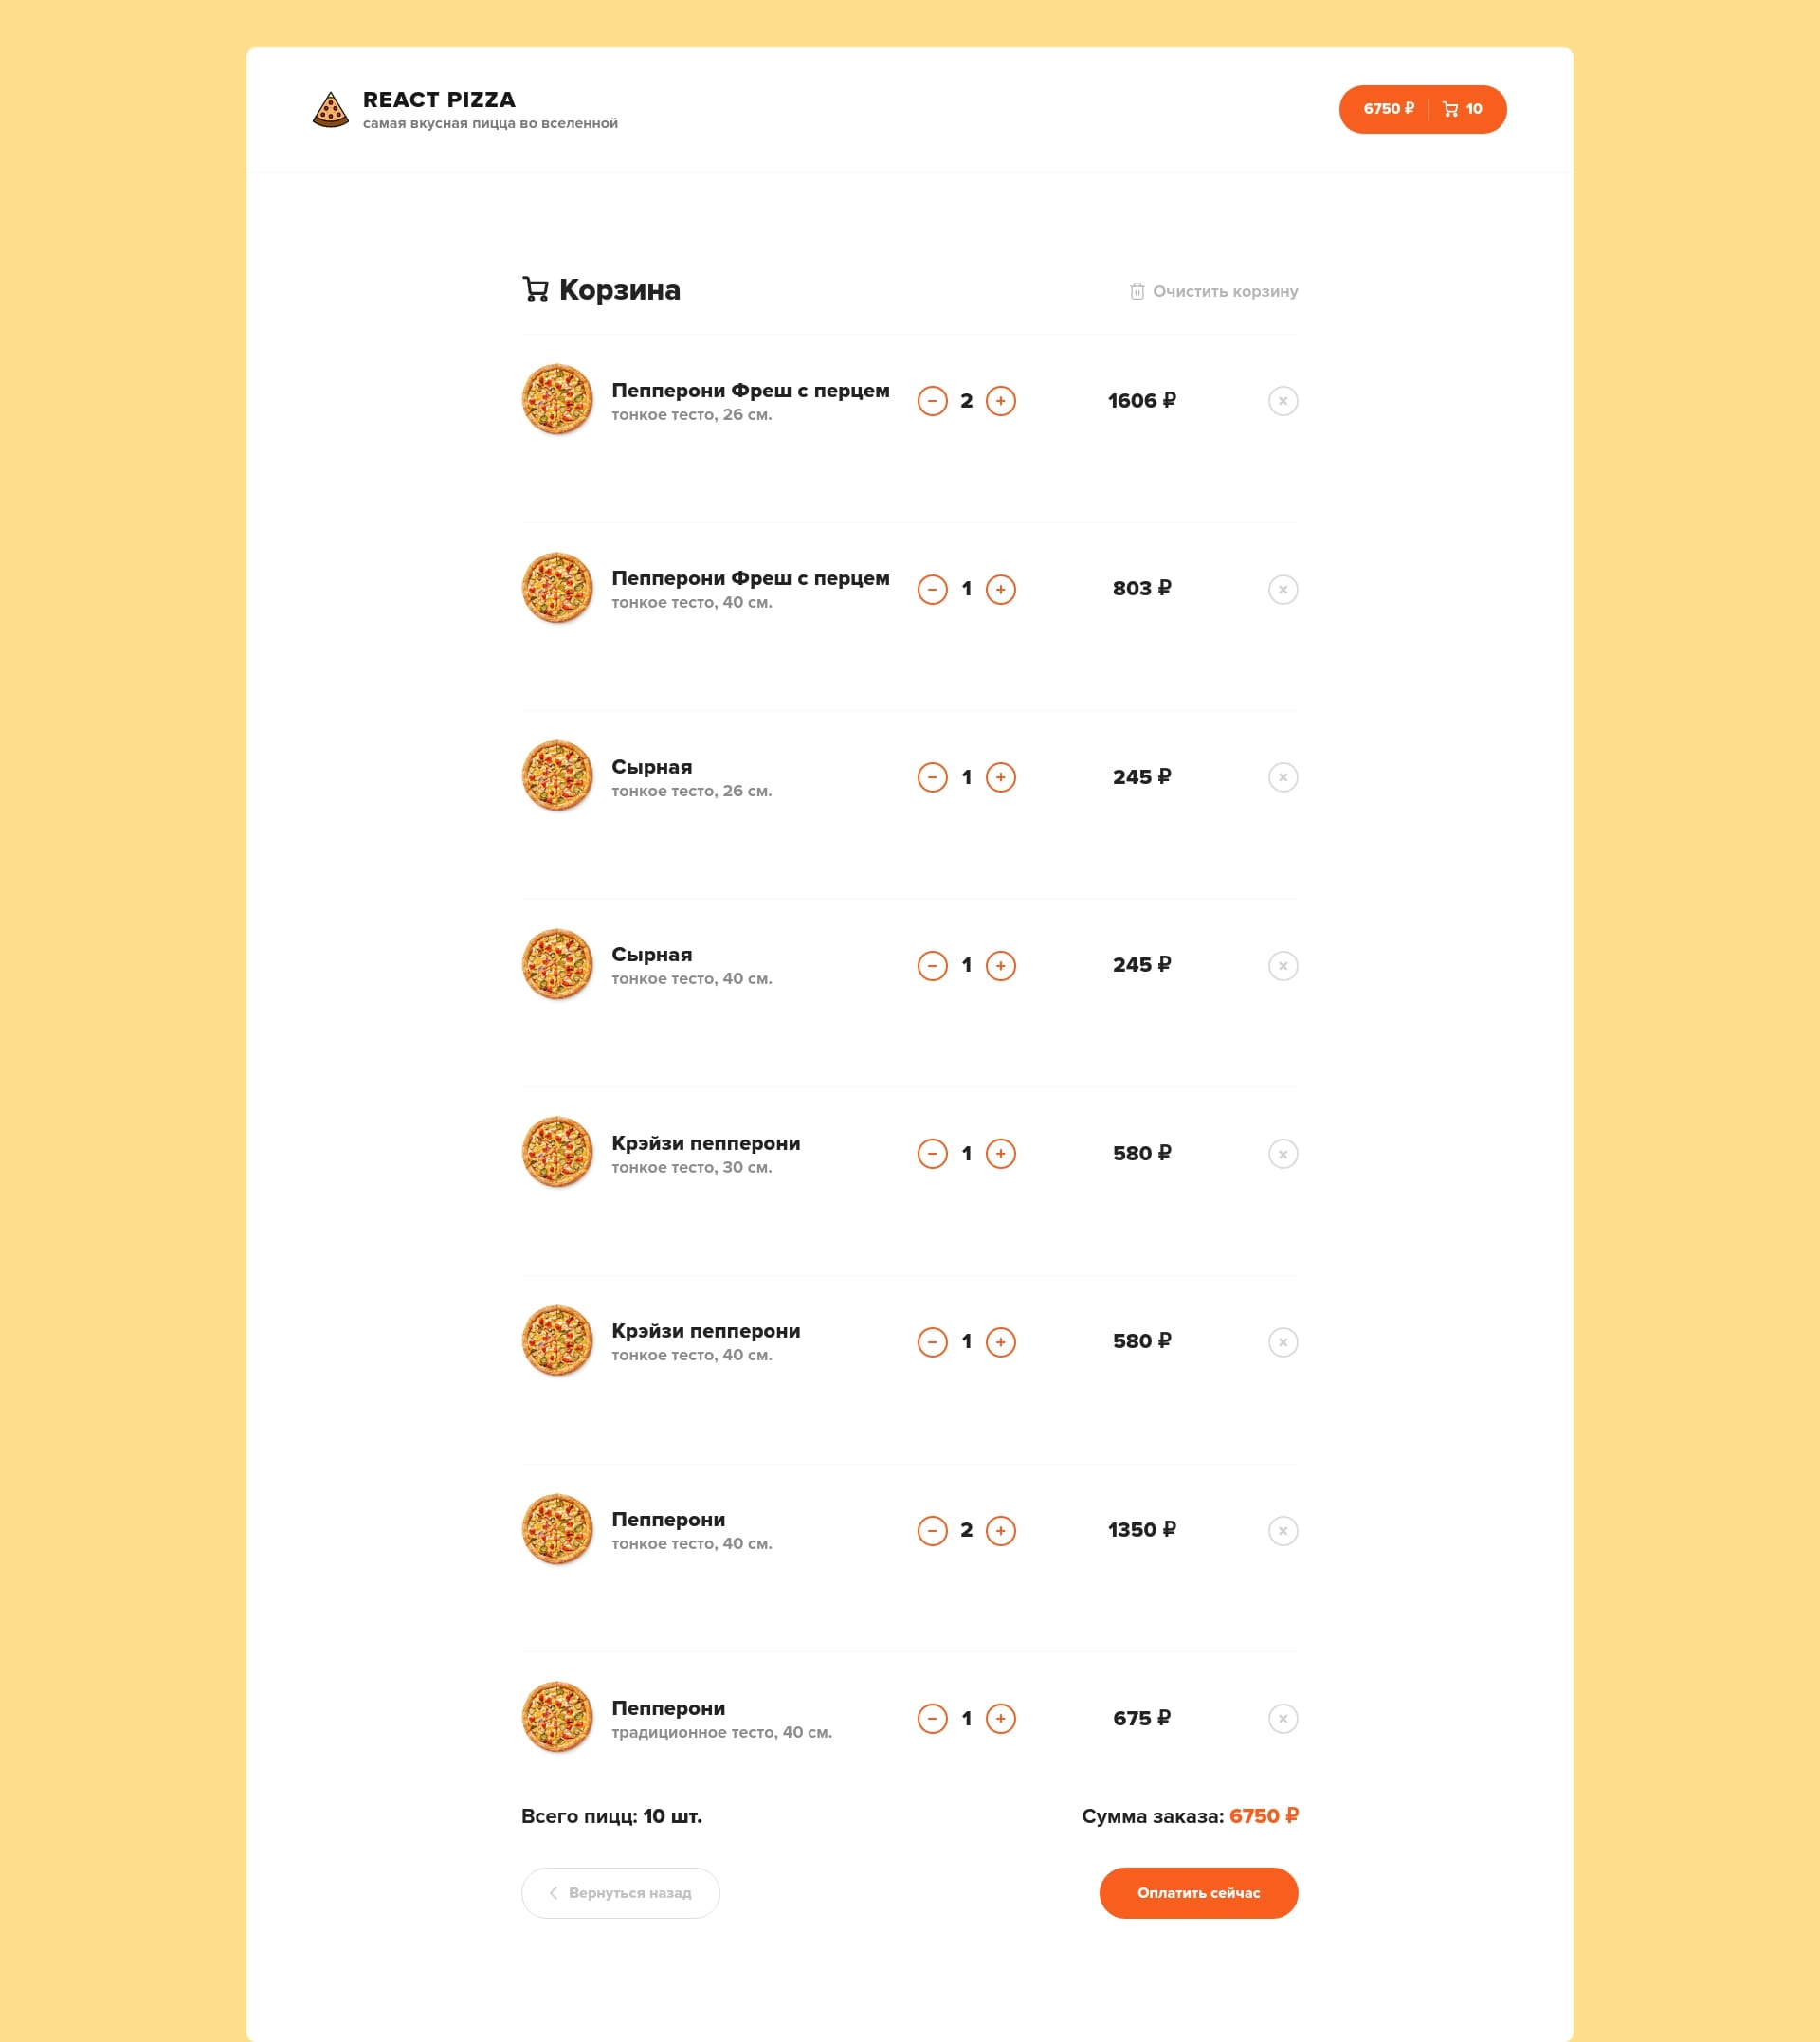 REACT PIZZA
самая вкусная пицца во вселенной
6750 ₽ 10
Корзина
Очистить корзину
Пепперони Фреш с перцем
тонкое тесто, 26 см.
2
1606 ₽
Пепперони Фреш с перцем
тонкое тесто, 40 см.
1
803 ₽
Сырная
тонкое тесто, 26 см.
1
245 ₽
Сырная
тонкое тесто, 40 см.
1
245 ₽
Крэйзи пепперони
тонкое тесто, 30 см.
1
580 ₽
Крэйзи пепперони
тонкое тесто, 40 см.
1
580 ₽
Пепперони
тонкое тесто, 40 см.
2
1350 ₽
Пепперони
традиционное тесто, 40 см.
1
675 ₽
Всего пицц: 10 шт.
Сумма заказа: 6750 ₽
Вернуться назад
Оплатить сейчас